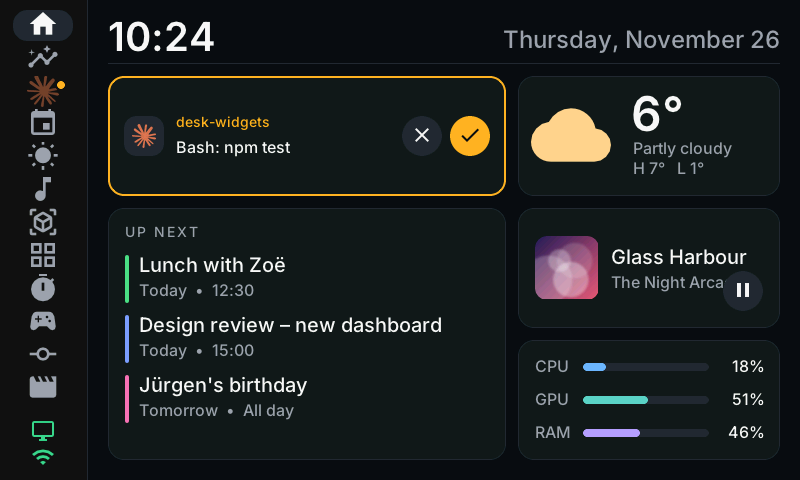 10:24
Thursday, November 26
desk-widgets
Bash: npm test
6°
Partly cloudy
H 7° L 1°
UP NEXT
Lunch with Zoë
Today • 12:30
Design review – new dashboard
Today • 15:00
Jürgen's birthday
Tomorrow • All day
Glass Harbour
The Night Arca
CPU 18%
GPU 51%
RAM 46%